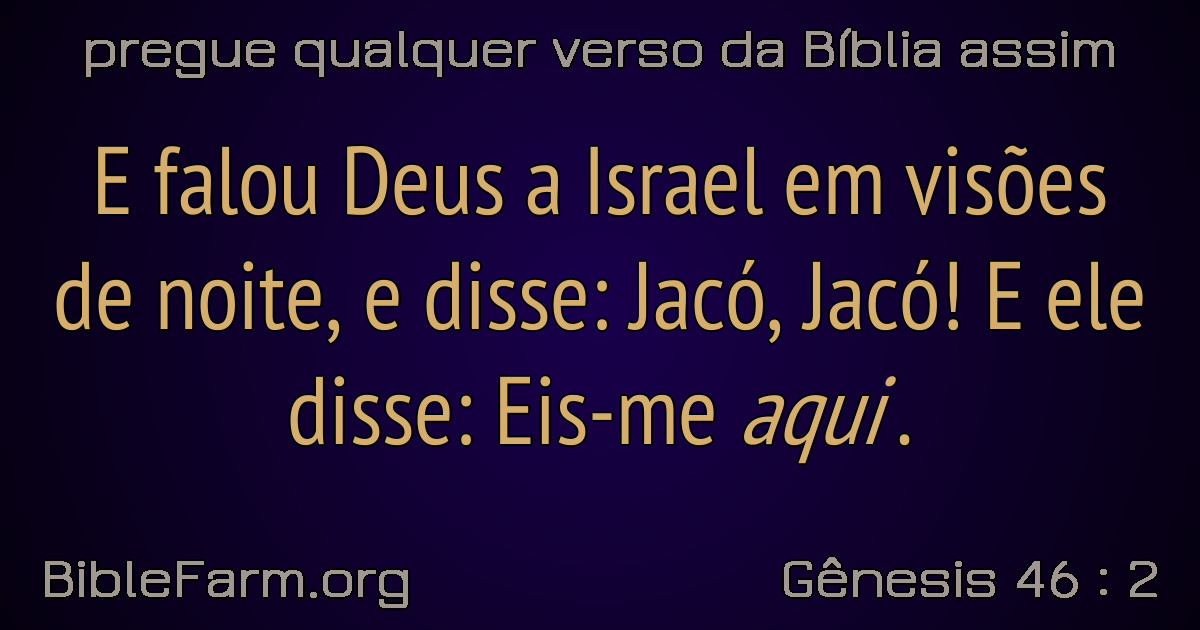 pregue qualquer verso da Bíblia assim
E falou Deus a Israel em visões
de noite, e disse: Jacó, Jacó! E ele
disse: Eis-me aqui.
BibleFarm.org
Gênesis 46 : 2